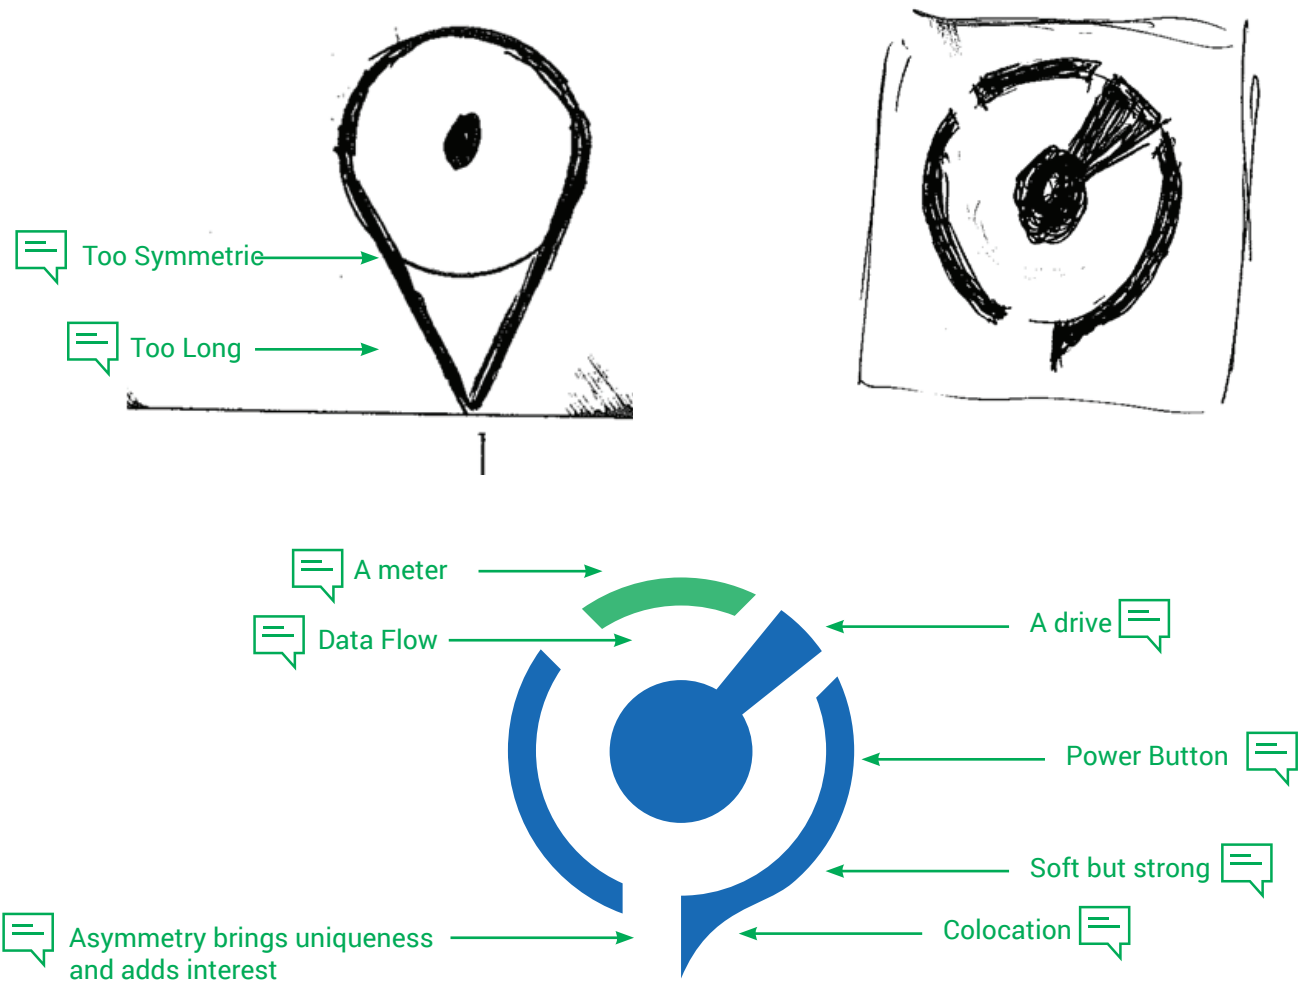 Too Symmetric
Too Long
A meter
Data Flow
A drive
Power Button
Soft but strong
Colocation
Asymmetry brings uniqueness
and adds interest